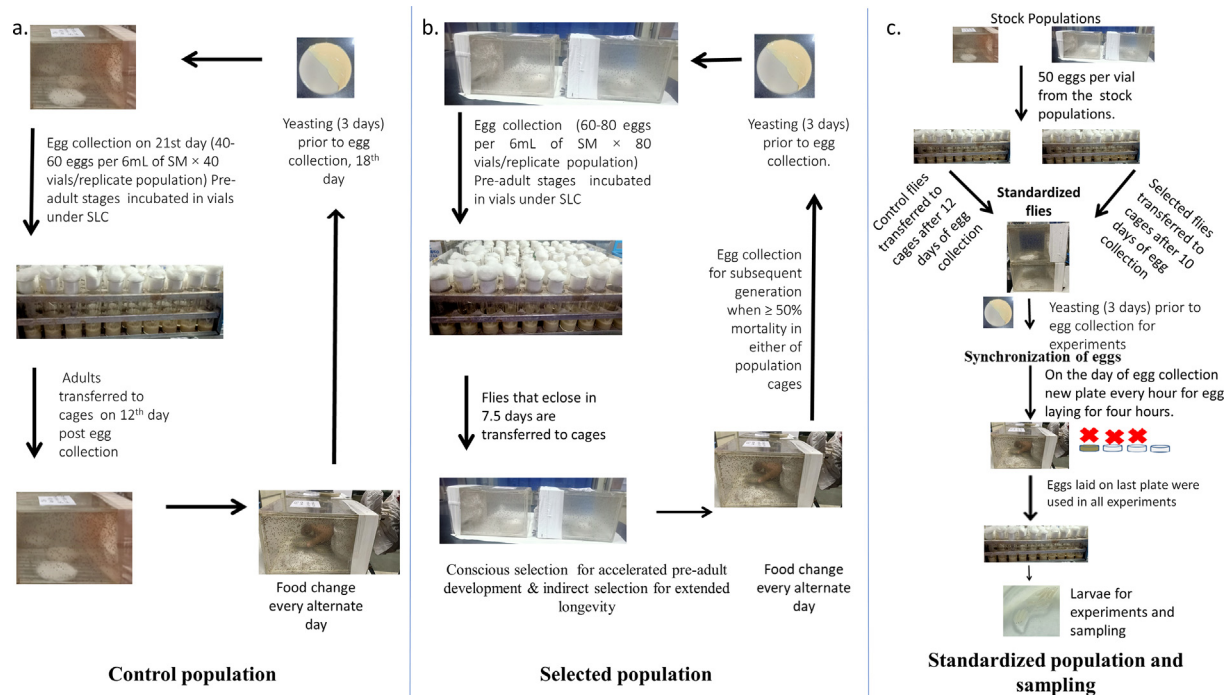 a.
Yeasting (3 days)
prior to egg
collection, 18th
day
Egg collection on 21st day (40-
60 eggs per 6mL of SM × 40
vials/replicate population) Pre-
adult stages incubated in vials
under SLC
Adults
transferred to
cages on 12th day
post egg
collection
Food change
every alternate
day
Control population
b.
Yeasting (3 days)
prior to egg
collection.
Egg collection (60-80 eggs
per 6mL of SM × 80
vials/replicate population)
Pre-adult stages incubated
in vials under SLC
Egg collection
for subsequent
generation
when ≥ 50%
mortality in
either of
population
cages
Flies that eclose in
7.5 days are
transferred to cages
Conscious selection for accelerated pre-adult
development & indirect selection for extended
longevity
Food change
every alternate
day
Selected population
c.
Stock Populations
50 eggs per vial
from the stock
populations.
Control flies
transferred to
cages after 12
days of egg
collection
Standardized
flies
Selected flies
transferred to
cages after 10
days of egg
collection
Yeasting (3 days) prior to
egg collection for
experiments
Synchronization of eggs
On the day of egg collection
new plate every hour for egg
laying for four hours.
Eggs laid on last plate were
used in all experiments
Larvae for
experiments and
sampling
Standardized population and
sampling